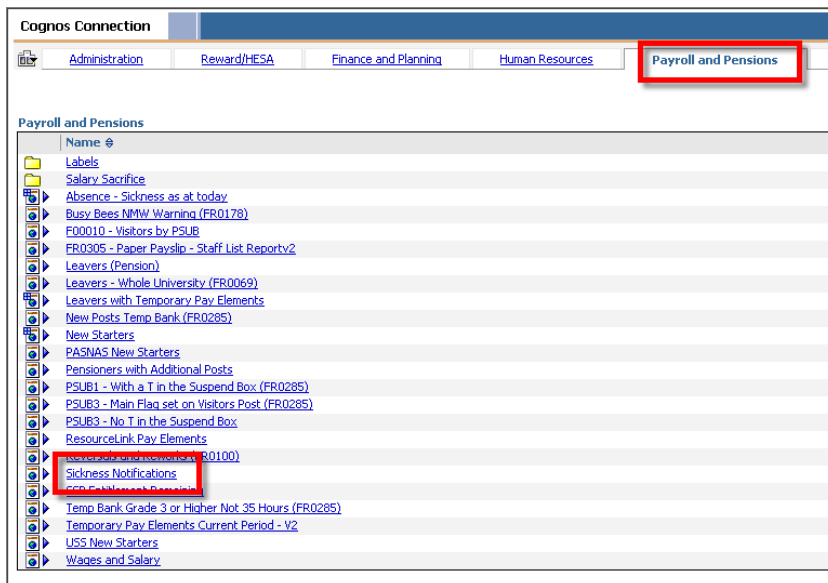 Cognos Connection
Administration Reward/HESA Finance and Planning Human Resources Payroll and Pensions
Payroll and Pensions
Name
Labels
Salary Sacrifice
Absence - Sickness as at today
Busy Bees NMW Warning (FR0178)
F00010 - Visitors by PSUB
FR0305 - Paper Payslip - Staff List Reportv2
Leavers (Pension)
Leavers - Whole University (FR0069)
Leavers with Temporary Pay Elements
New Posts Temp Bank (FR0285)
New Starters
PASNAS New Starters
Pensioners with Additional Posts
PSUB1 - With a T in the Suspend Box (FR0285)
PSUB3 - Main Flag set on Visitors Post (FR0285)
PSUB3 - No T in the Suspend Box
ResourceLink Pay Elements
Reversals and Reworks (FR0100)
Sickness Notifications
SSP Entitlement Remaining
Temp Bank Grade 3 or Higher Not 35 Hours (FR0285)
Temporary Pay Elements Current Period - V2
USS New Starters
Wages and Salary